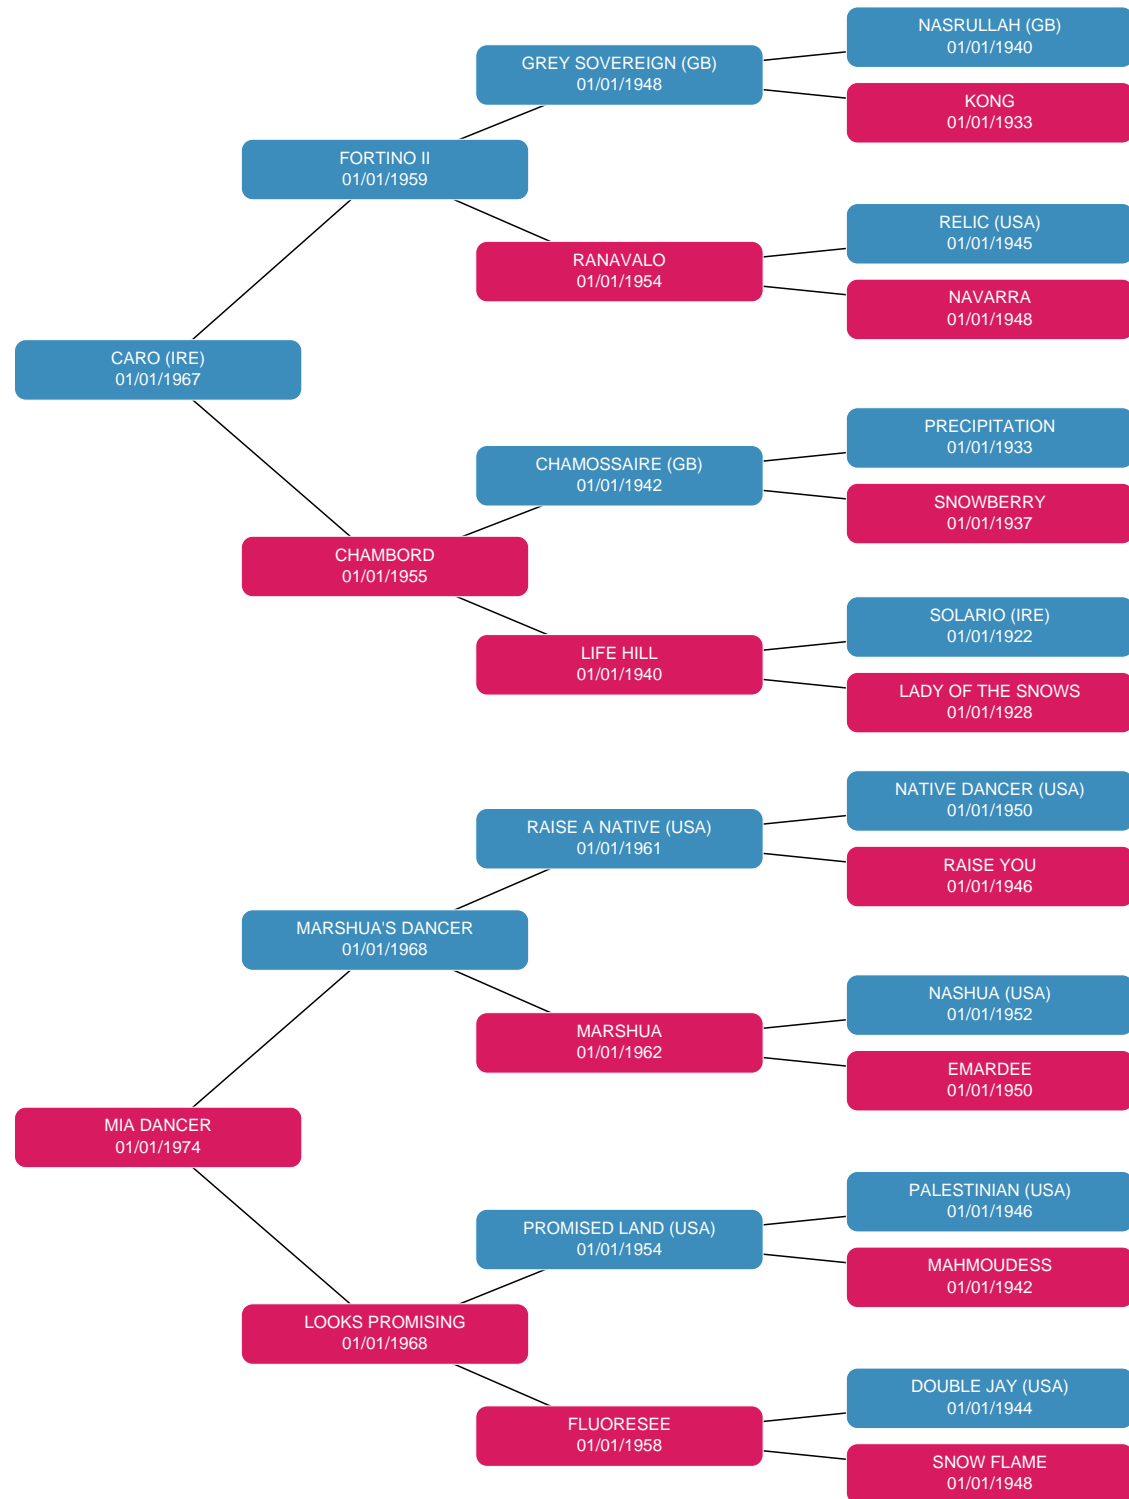 NASRULLAH (GB)
01/01/1940
GREY SOVEREIGN (GB)
01/01/1948
KONG
01/01/1933
FORTINO II
01/01/1959
RELIC (USA)
01/01/1945
RANAVALO
01/01/1954
NAVARRA
01/01/1948
CARO (IRE)
01/01/1967
PRECIPITATION
01/01/1933
CHAMOSSAIRE (GB)
01/01/1942
SNOWBERRY
01/01/1937
CHAMBORD
01/01/1955
SOLARIO (IRE)
01/01/1922
LIFE HILL
01/01/1940
LADY OF THE SNOWS
01/01/1928
NATIVE DANCER (USA)
01/01/1950
RAISE A NATIVE (USA)
01/01/1961
RAISE YOU
01/01/1946
MARSHUA'S DANCER
01/01/1968
NASHUA (USA)
01/01/1952
MARSHUA
01/01/1962
EMARDEE
01/01/1950
MIA DANCER
01/01/1974
PALESTINIAN (USA)
01/01/1946
PROMISED LAND (USA)
01/01/1954
MAHMOUDESS
01/01/1942
LOOKS PROMISING
01/01/1968
DOUBLE JAY (USA)
01/01/1944
FLUORESEE
01/01/1958
SNOW FLAME
01/01/1948